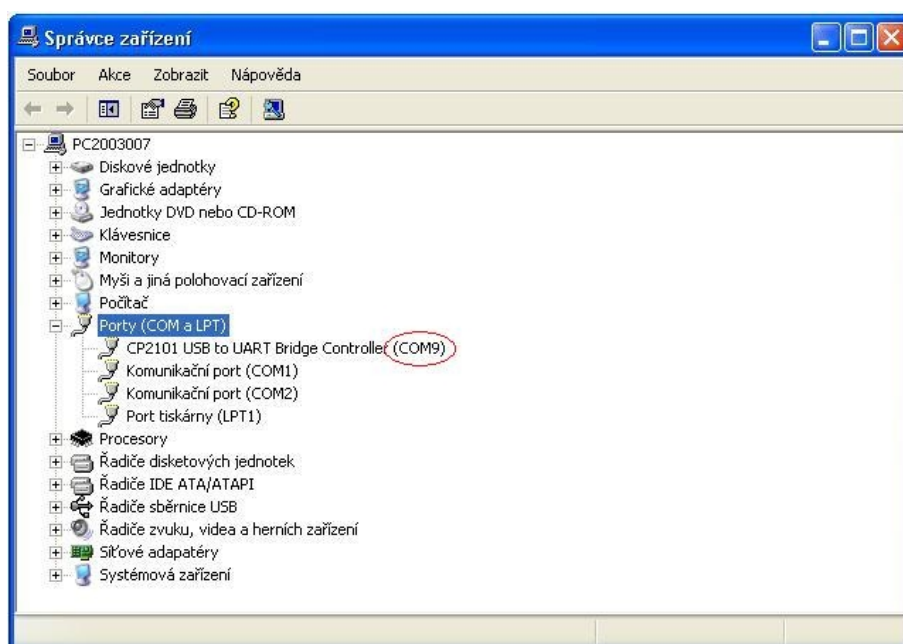 Správce zařízení
Soubor Akce Zobrazit Nápověda
PC2003007
Diskové jednotky
Grafické adaptéry
Jednotky DVD nebo CD-ROM
Klávesnice
Monitory
Myši a jiná polohovací zařízení
Počítač
Porty (COM a LPT)
CP2101 USB to UART Bridge Controller (COM9)
Komunikační port (COM1)
Komunikační port (COM2)
Port tiskárny (LPT1)
Procesory
Řadiče disketových jednotek
Řadiče IDE ATA/ATAPI
Řadiče sběrnice USB
Řadiče zvuku, videa a herních zařízení
Síťové adapatéry
Systémová zařízení